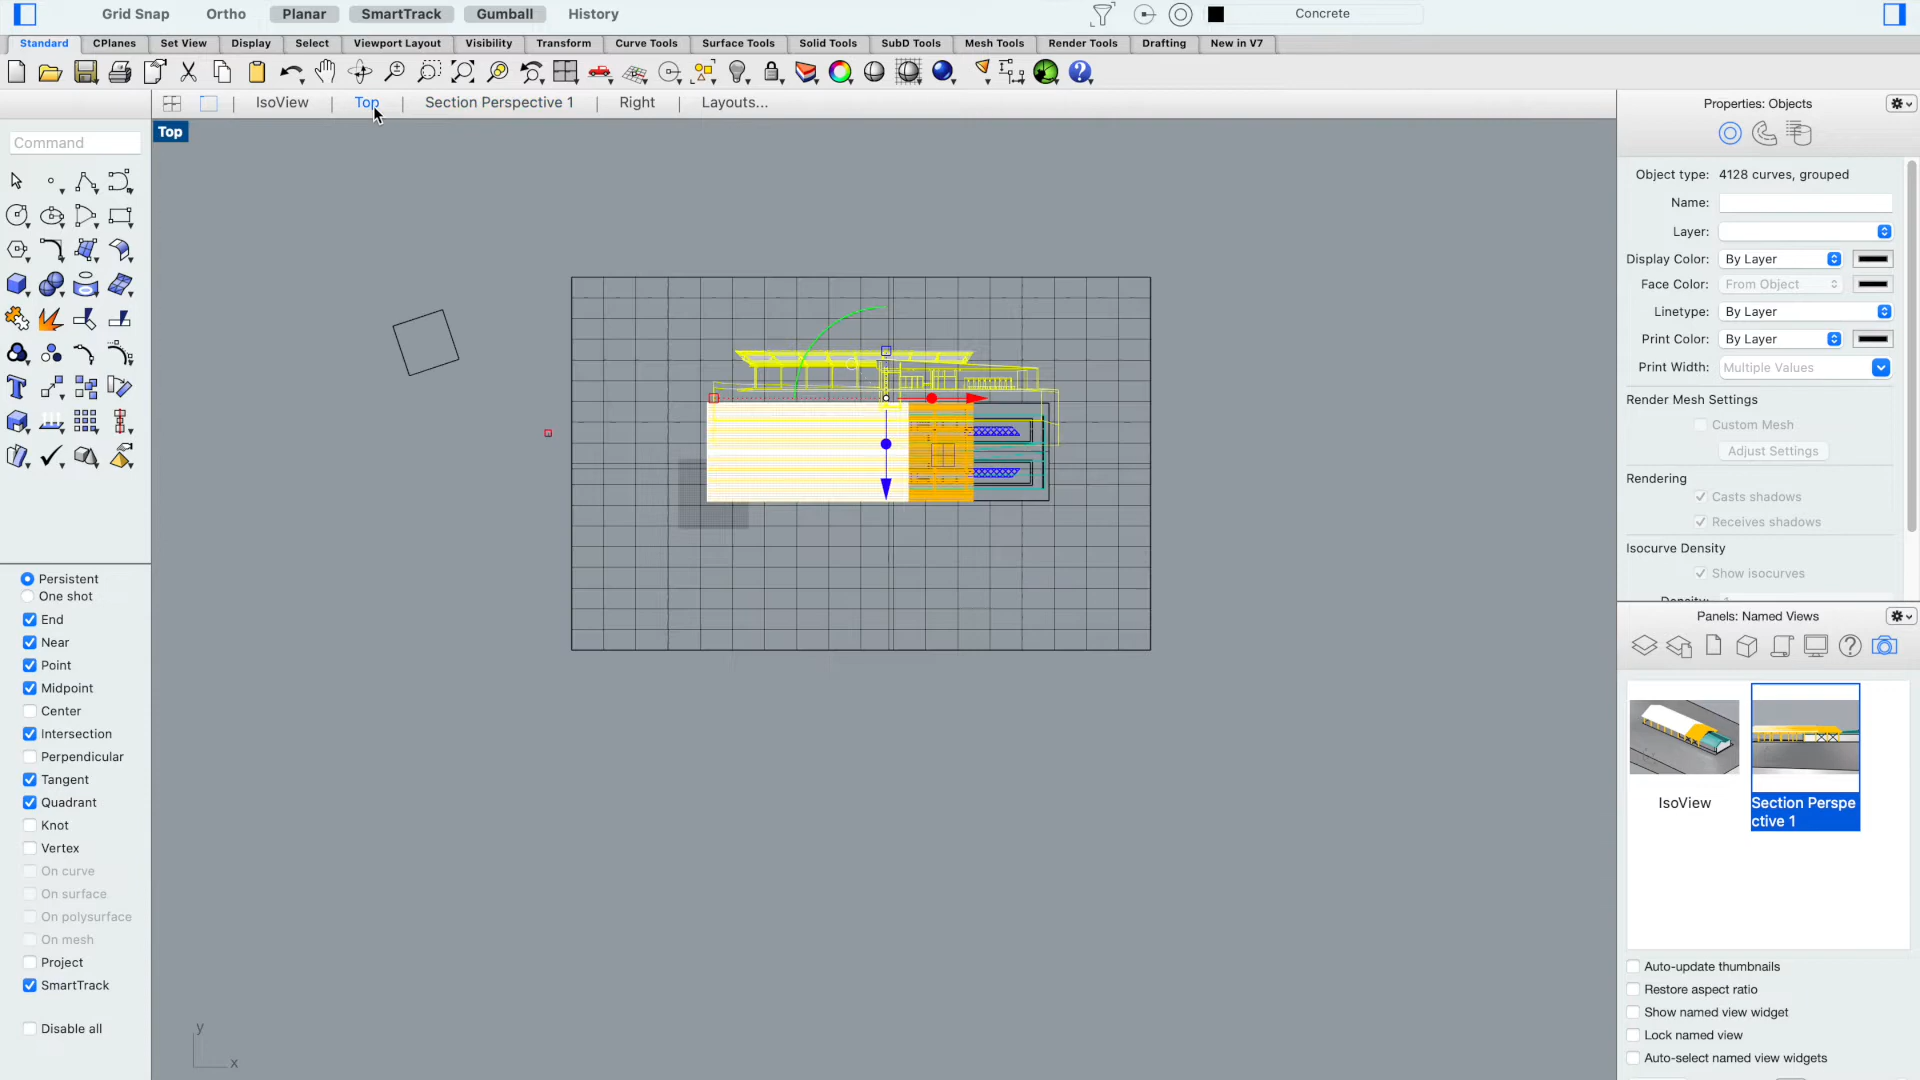 Grid Snap Ortho Planar SmartTrack Gumball History Concrete
Standard CPlanes Set View Display Select Viewport Layout Visibility Transform Curve Tools Surface Tools Solid Tools SubD Tools Mesh Tools Render Tools Drafting New in V7
IsoView Top Section Perspective 1 Right Layouts...
Top
Command
Persistent
One shot
End
Near
Point
Midpoint
Center
Intersection
Perpendicular
Tangent
Quadrant
Knot
Vertex
On curve
On surface
On polysurface
On mesh
Project
SmartTrack
Disable all
y
x
Properties: Objects
Object type: 4128 curves, grouped
Name:
Layer:
Display Color: By Layer
Face Color: From Object
Linetype: By Layer
Print Color: By Layer
Print Width: Multiple Values
Render Mesh Settings
Custom Mesh
Adjust Settings
Rendering
Casts shadows
Receives shadows
Isocurve Density
Show isocurves
Panels: Named Views
IsoView
Section Perspe
ctive 1
Auto-update thumbnails
Restore aspect ratio
Show named view widget
Lock named view
Auto-select named view widgets